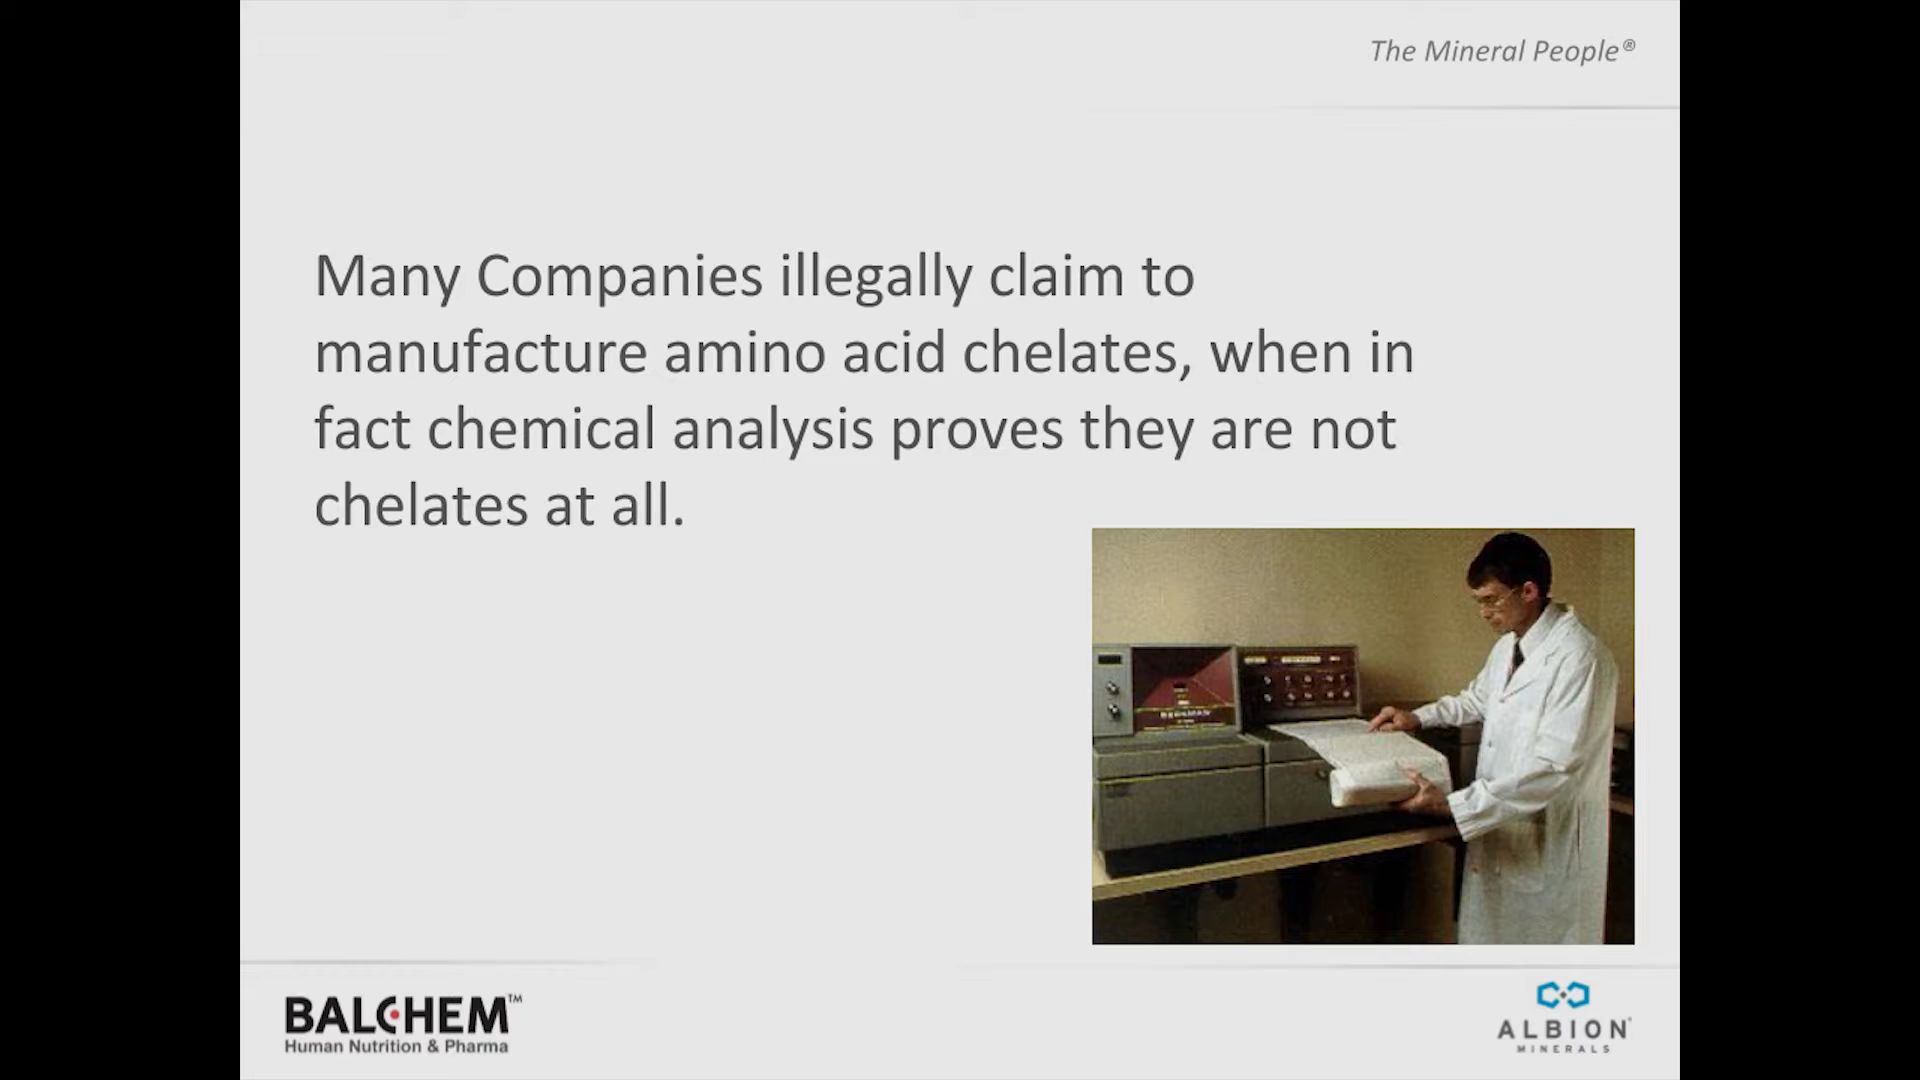 The Mineral People®
Many Companies illegally claim to
manufacture amino acid chelates, when in
fact chemical analysis proves they are not
chelates at all.
BECKMAN
BALCHEM™
Human Nutrition & Pharma
ALBION®
MINERALS